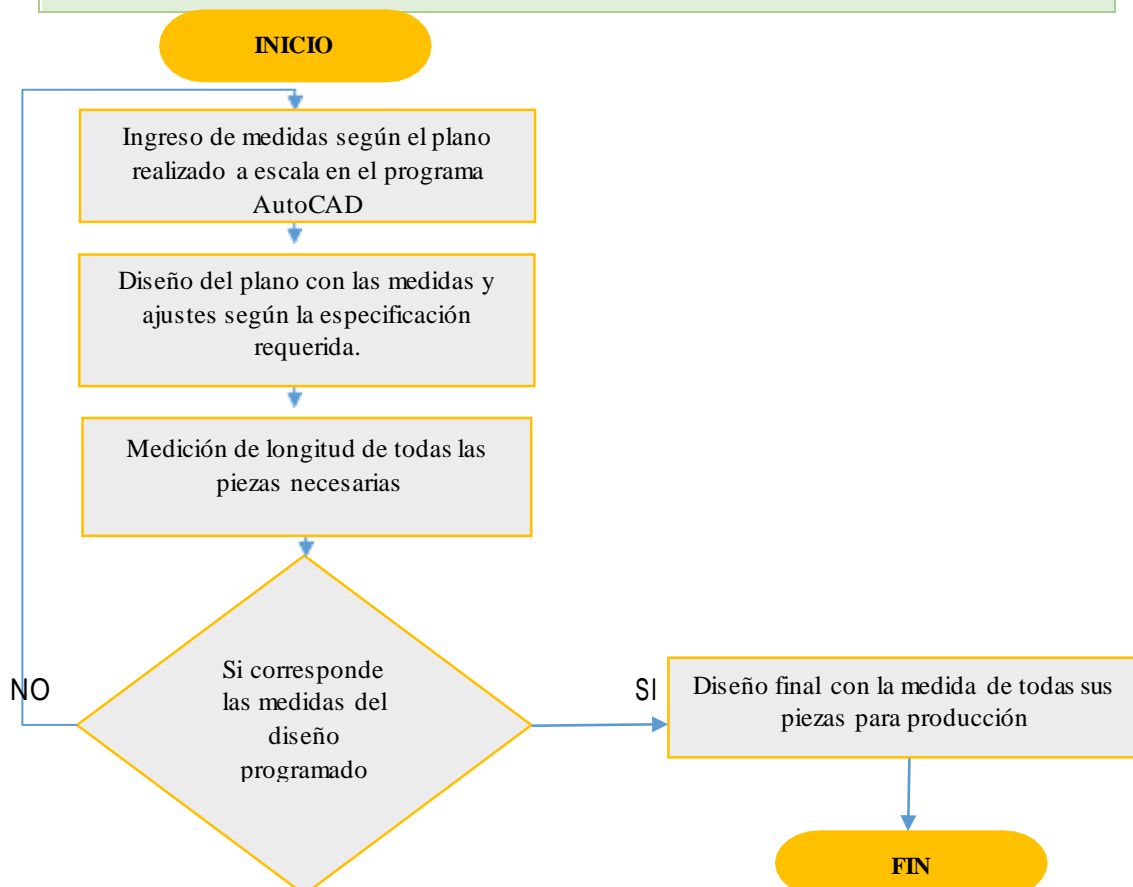 INICIO
Ingreso de medidas según el plano
realizado a escala en el programa
AutoCAD
Diseño del plano con las medidas y
ajustes según la especificación
requerida.
Medición de longitud de todas las
piezas necesarias
Si corresponde
las medidas del
diseño
programado
NO
SI
Diseño final con la medida de todas sus
piezas para producción
FIN